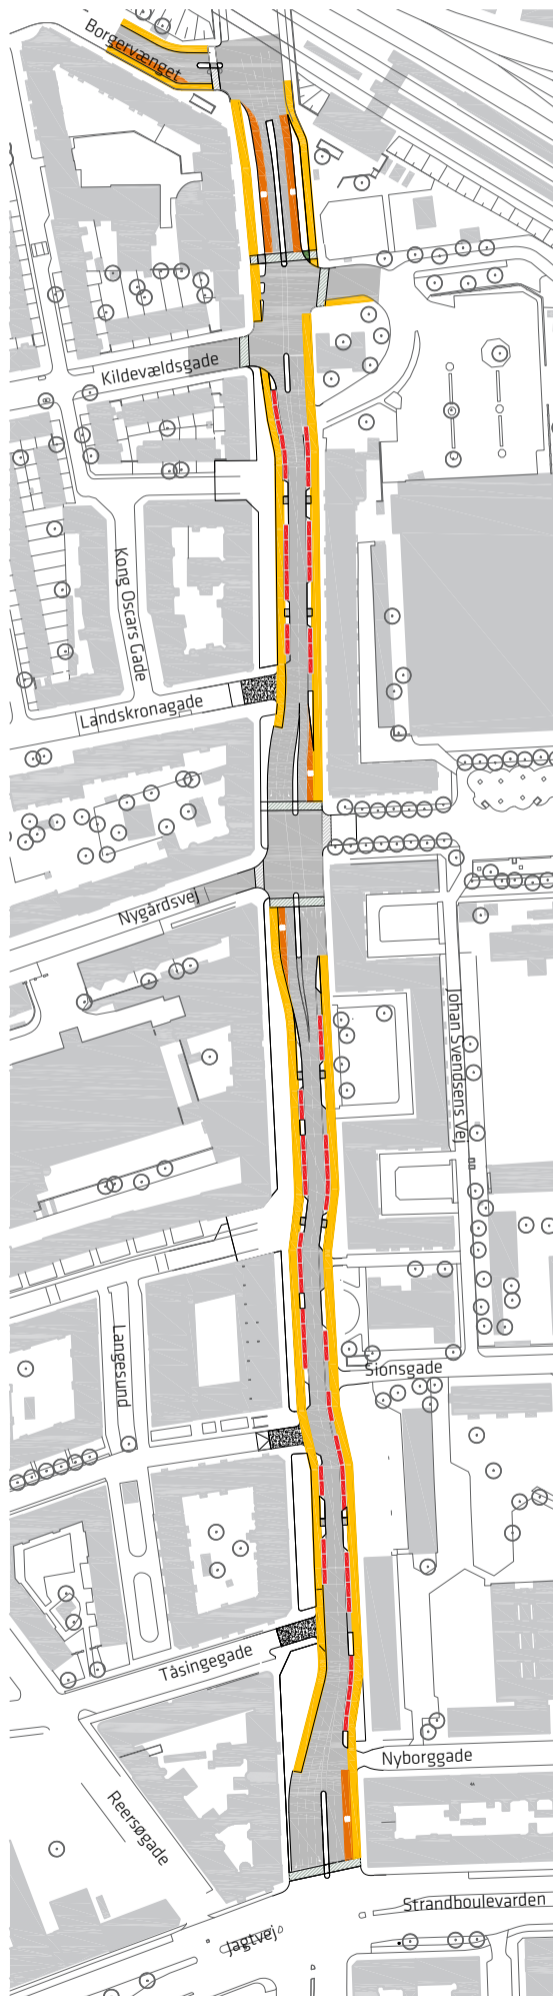 Borgervænget
Kildevældsgade
Kong Oscars Gade
Landskronagade
Nygårdsvej
Johan Svendsens Vej
Langesund
Sionsgade
Tåsingegade
Nyborggade
Reersøgade
Strandboulevarden
Jagtvej